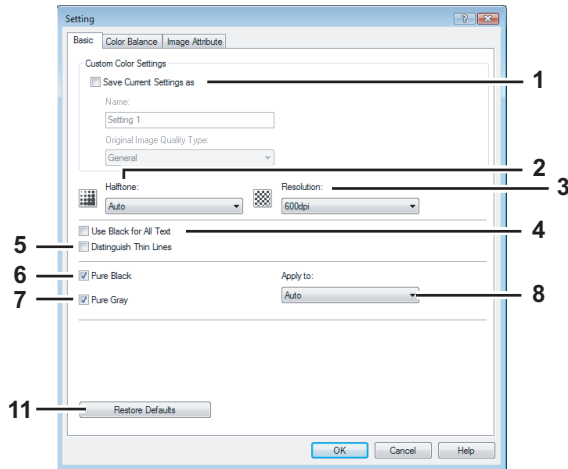 Setting
Basic Color Balance Image Attribute
Custom Color Settings
Save Current Settings as 1
Name:
Setting 1
Original Image Quality Type:
General
2
Halftone: Resolution: 3
Auto 600dpi
Use Black for All Text 4
5 Distinguish Thin Lines
6 Pure Black Apply to:
7 Pure Gray Auto 8
11 Restore Defaults
OK Cancel Help